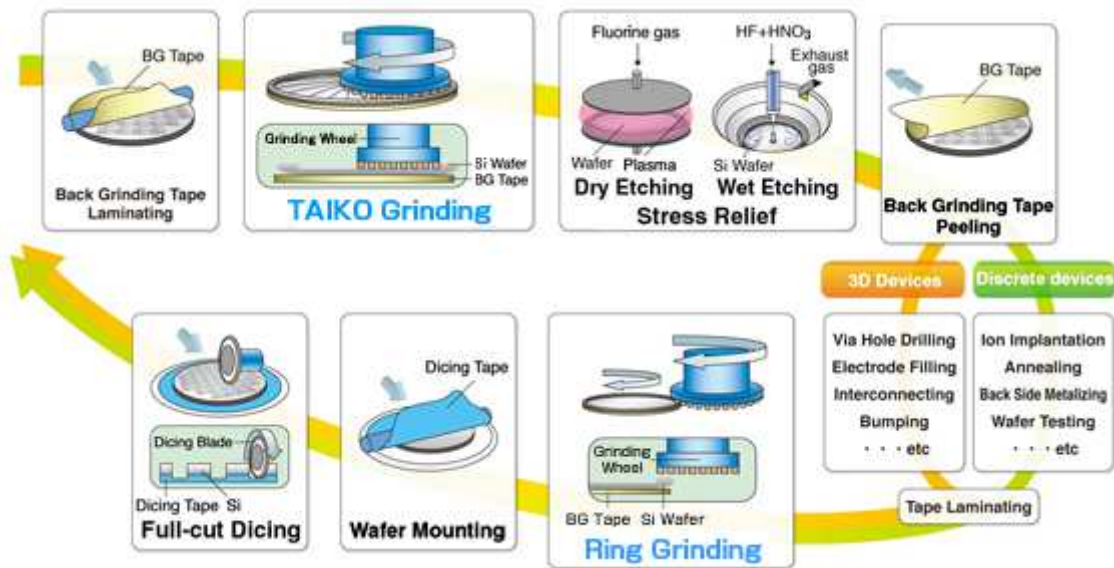 BG Tape
Back Grinding Tape
Laminating
Grinding Wheel
Si Wafer
BG Tape
TAIKO Grinding
Fluorine gas
HF+HNO₃
Exhaust
gas
Wafer
Plasma
Si Wafer
Dry Etching
Wet Etching
Stress Relief
BG Tape
Back Grinding Tape
Peeling
3D Devices
Via Hole Drilling
Electrode Filling
Interconnecting
Bumping
・・・etc
Discrete devices
Ion Implantation
Annealing
Back Side Metalizing
Wafer Testing
・・・etc
Tape Laminating
Grinding
Wheel
BG Tape
Si Wafer
Ring Grinding
Dicing Tape
Wafer Mounting
Dicing Blade
Dicing Tape
Si
Full-cut Dicing